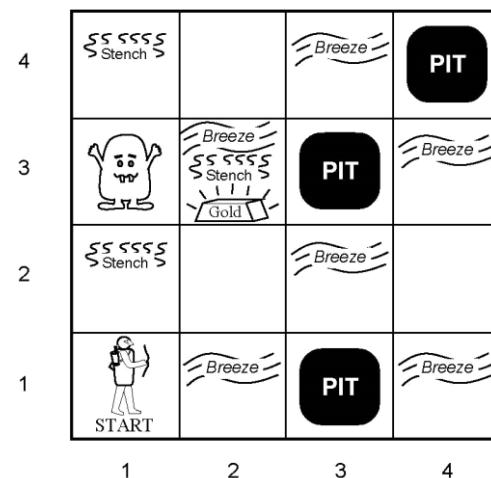 4
Stench
Breeze
PIT
3
Breeze
Stench
Gold
PIT
Breeze
2
Stench
Breeze
1
START
Breeze
PIT
Breeze
1 2 3 4